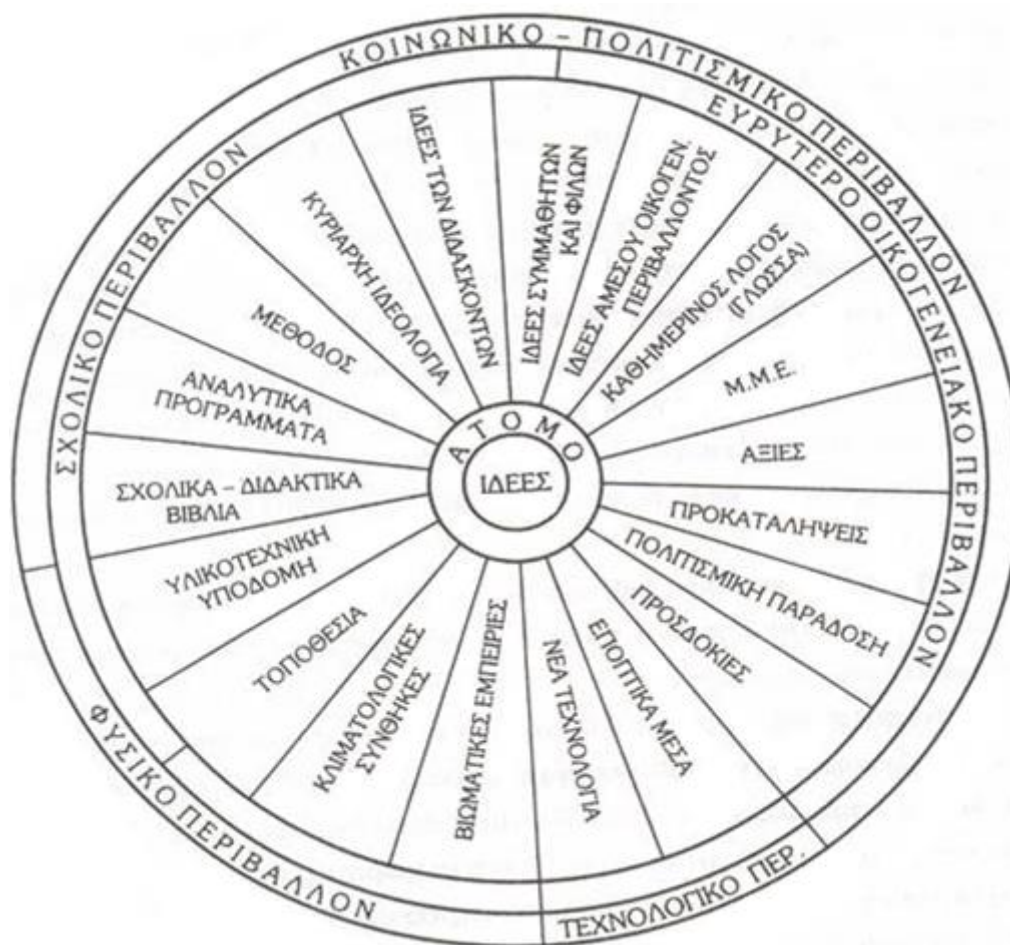 ΚΟΙΝΩΝΙΚΟ – ΠΟΛΙΤΙΣΜΙΚΟ ΠΕΡΙΒΑΛΛΟΝ
ΕΥΡΥΤΕΡΟ ΟΙΚΟΓΕΝΕΙΑΚΟ ΠΕΡΙΒΑΛΛΟΝ
ΣΧΟΛΙΚΟ ΠΕΡΙΒΑΛΛΟΝ
ΦΥΣΙΚΟ ΠΕΡΙΒΑΛΛΟΝ
ΤΕΧΝΟΛΟΓΙΚΟ ΠΕΡ.
ΙΔΕΕΣ ΣΥΜΜΑΘΗΤΩΝ
ΚΑΙ ΦΙΛΩΝ
ΙΔΕΕΣ ΑΜΕΣΟΥ ΟΙΚΟΓΕΝ.
ΠΕΡΙΒΑΛΛΟΝΤΟΣ
ΚΑΘΗΜΕΡΙΝΟΣ ΛΟΓΟΣ
(ΓΛΩΣΣΑ)
Μ.Μ.Ε.
ΑΞΙΕΣ
ΠΡΟΚΑΤΑΛΗΨΕΙΣ
ΠΟΛΙΤΙΣΜΙΚΗ ΠΑΡΑΔΟΣΗ
ΠΡΟΣΔΟΚΙΕΣ
ΕΠΟΠΤΙΚΑ ΜΕΣΑ
ΝΕΑ ΤΕΧΝΟΛΟΓΙΑ
ΒΙΩΜΑΤΙΚΕΣ ΕΜΠΕΙΡΙΕΣ
ΚΛΙΜΑΤΟΛΟΓΙΚΕΣ
ΣΥΝΘΗΚΕΣ
ΤΟΠΟΘΕΣΙΑ
ΥΛΙΚΟΤΕΧΝΙΚΗ
ΥΠΟΔΟΜΗ
ΣΧΟΛΙΚΑ – ΔΙΔΑΚΤΙΚΑ
ΒΙΒΛΙΑ
ΑΝΑΛΥΤΙΚΑ
ΠΡΟΓΡΑΜΜΑΤΑ
ΜΕΘΟΔΟΣ
ΚΥΡΙΑΡΧΗ ΙΔΕΟΛΟΓΙΑ
ΙΔΕΕΣ ΤΩΝ ΔΙΔΑΣΚΟΝΤΩΝ
ΑΤΟΜΟ
ΙΔΕΕΣ